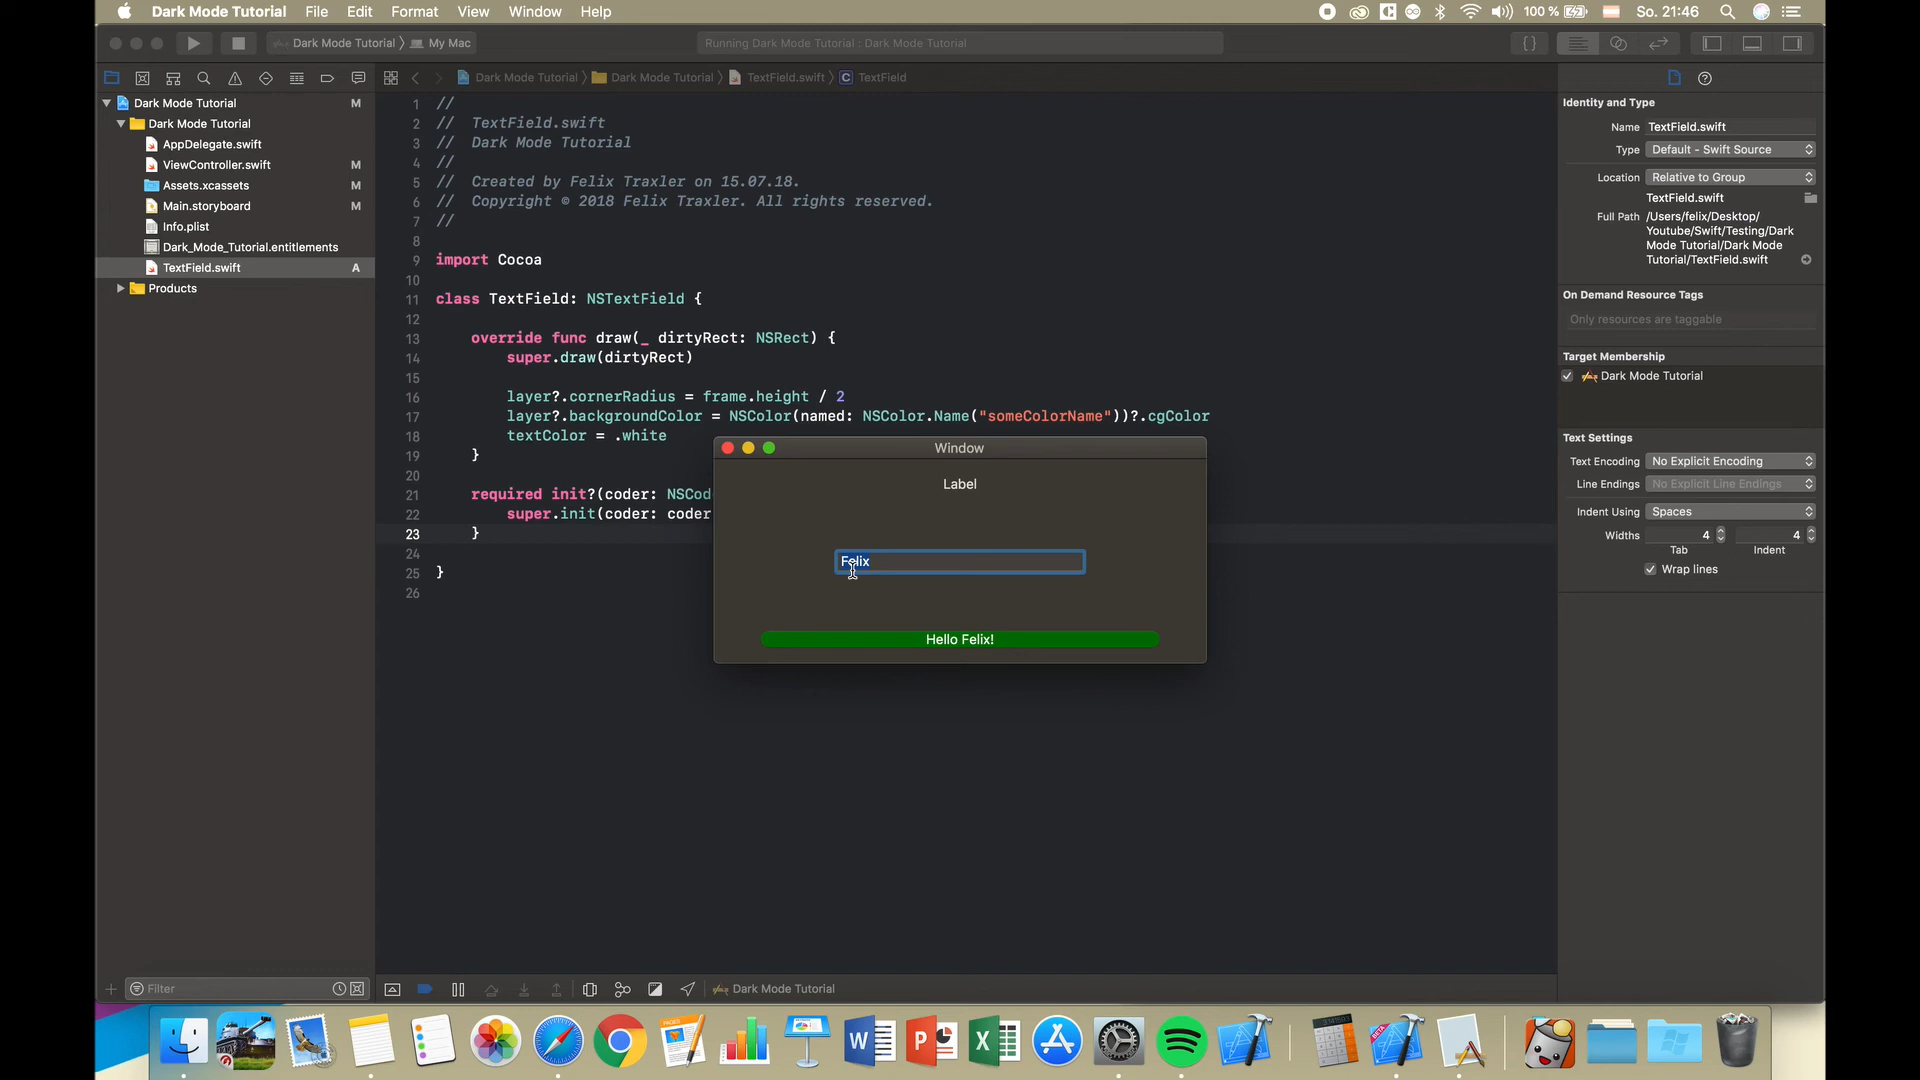 Dark Mode Tutorial File Edit Format View Window Help 100 % So. 21:46
Dark Mode Tutorial My Mac Running Dark Mode Tutorial : Dark Mode Tutorial { }
Dark Mode Tutorial Dark Mode Tutorial TextField.swift C TextField
Dark Mode Tutorial M
Dark Mode Tutorial
AppDelegate.swift
ViewController.swift M
Assets.xcassets M
Main.storyboard M
Info.plist
Dark_Mode_Tutorial.entitlements
TextField.swift A
Products
Filter
1 //
2 // TextField.swift
3 // Dark Mode Tutorial
4 //
5 // Created by Felix Traxler on 15.07.18.
6 // Copyright © 2018 Felix Traxler. All rights reserved.
7 //
8
9 import Cocoa
10
11 class TextField: NSTextField {
12
13 override func draw(_ dirtyRect: NSRect) {
14 super.draw(dirtyRect)
15
16 layer?.cornerRadius = frame.height / 2
17 layer?.backgroundColor = NSColor(named: NSColor.Name("someColorName"))?.cgColor
18 textColor = .white
19 }
20
21 required init?(coder: NSCod
22 super.init(coder: coder
23 }
24
25 }
26
Window
Label
Felix
Hello Felix!
Dark Mode Tutorial
Identity and Type
Name TextField.swift
Type Default - Swift Source
Location Relative to Group
TextField.swift
Full Path /Users/felix/Desktop/
Youtube/Swift/Testing/Dark
Mode Tutorial/Dark Mode
Tutorial/TextField.swift
On Demand Resource Tags
Only resources are taggable
Target Membership
Dark Mode Tutorial
Text Settings
Text Encoding No Explicit Encoding
Line Endings No Explicit Line Endings
Indent Using Spaces
Widths 4 4
Tab Indent
Wrap lines